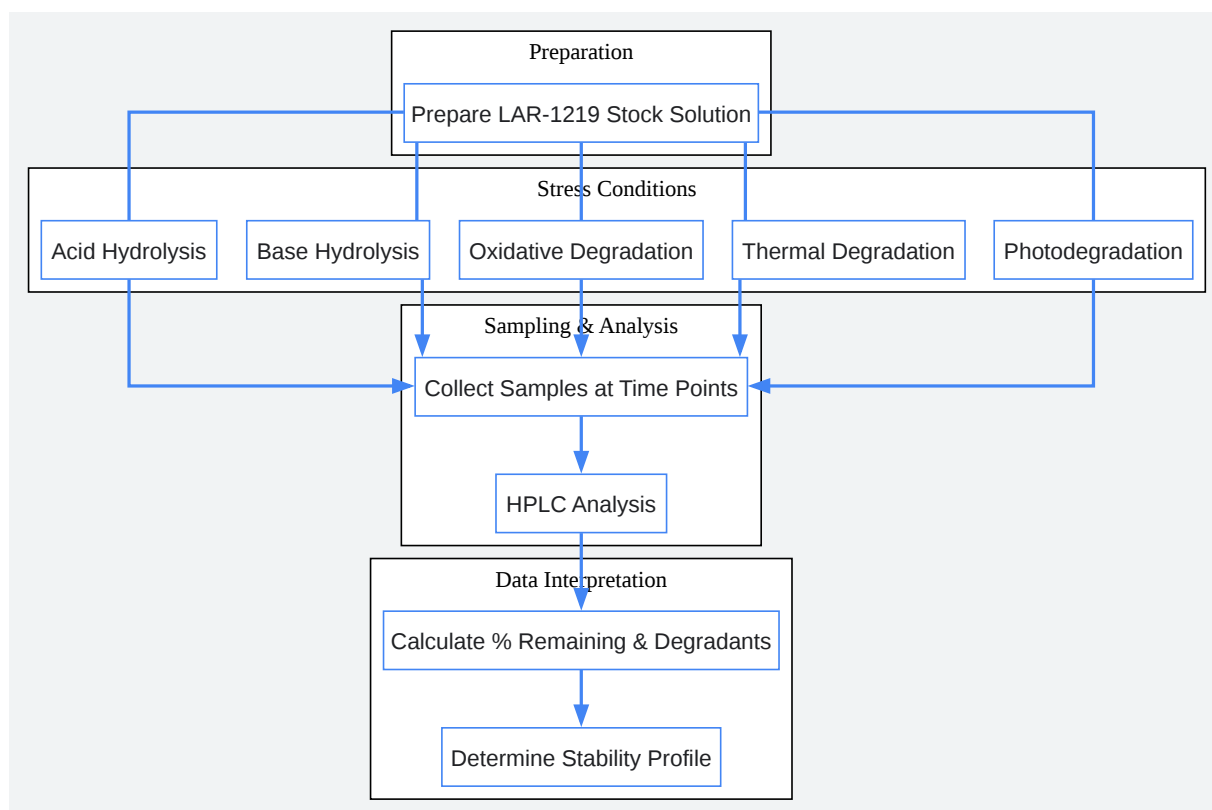 Preparation
Prepare LAR-1219 Stock Solution
Stress Conditions
Acid Hydrolysis
Base Hydrolysis
Oxidative Degradation
Thermal Degradation
Photodegradation
Sampling & Analysis
Collect Samples at Time Points
HPLC Analysis
Data Interpretation
Calculate % Remaining & Degradants
Determine Stability Profile